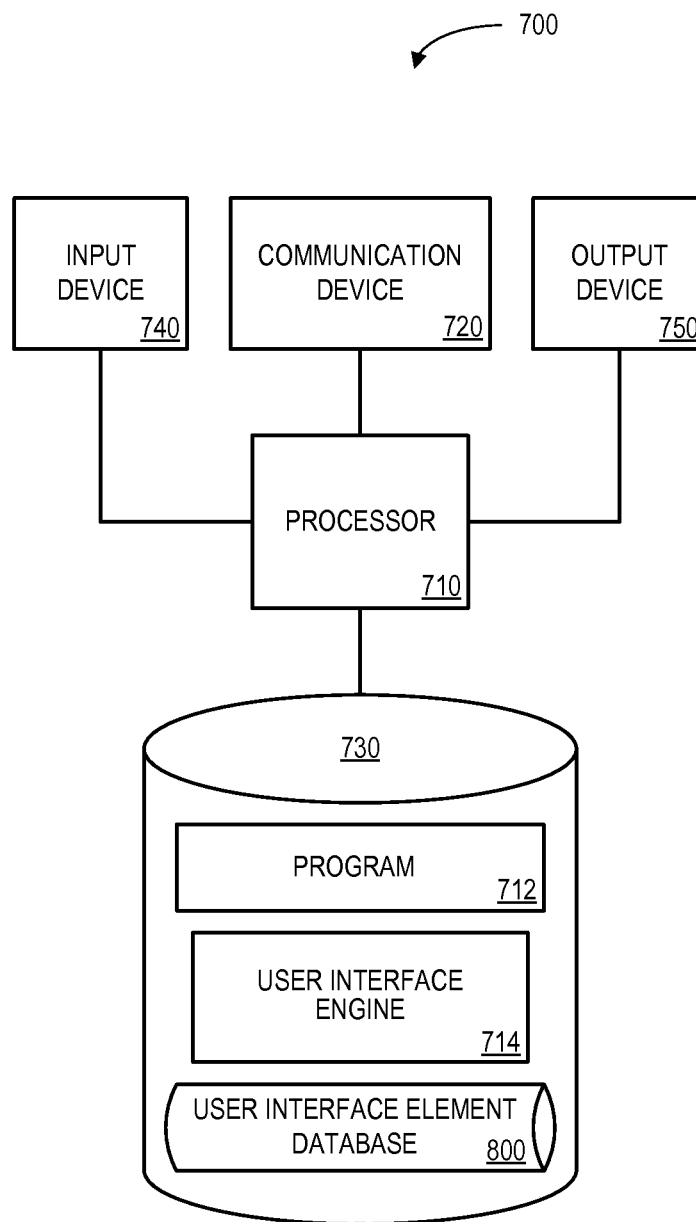 700
INPUT
DEVICE
740
COMMUNICATION
DEVICE
720
OUTPUT
DEVICE
750
PROCESSOR
710
730
PROGRAM
712
USER INTERFACE
ENGINE
714
USER INTERFACE ELEMENT
DATABASE
800